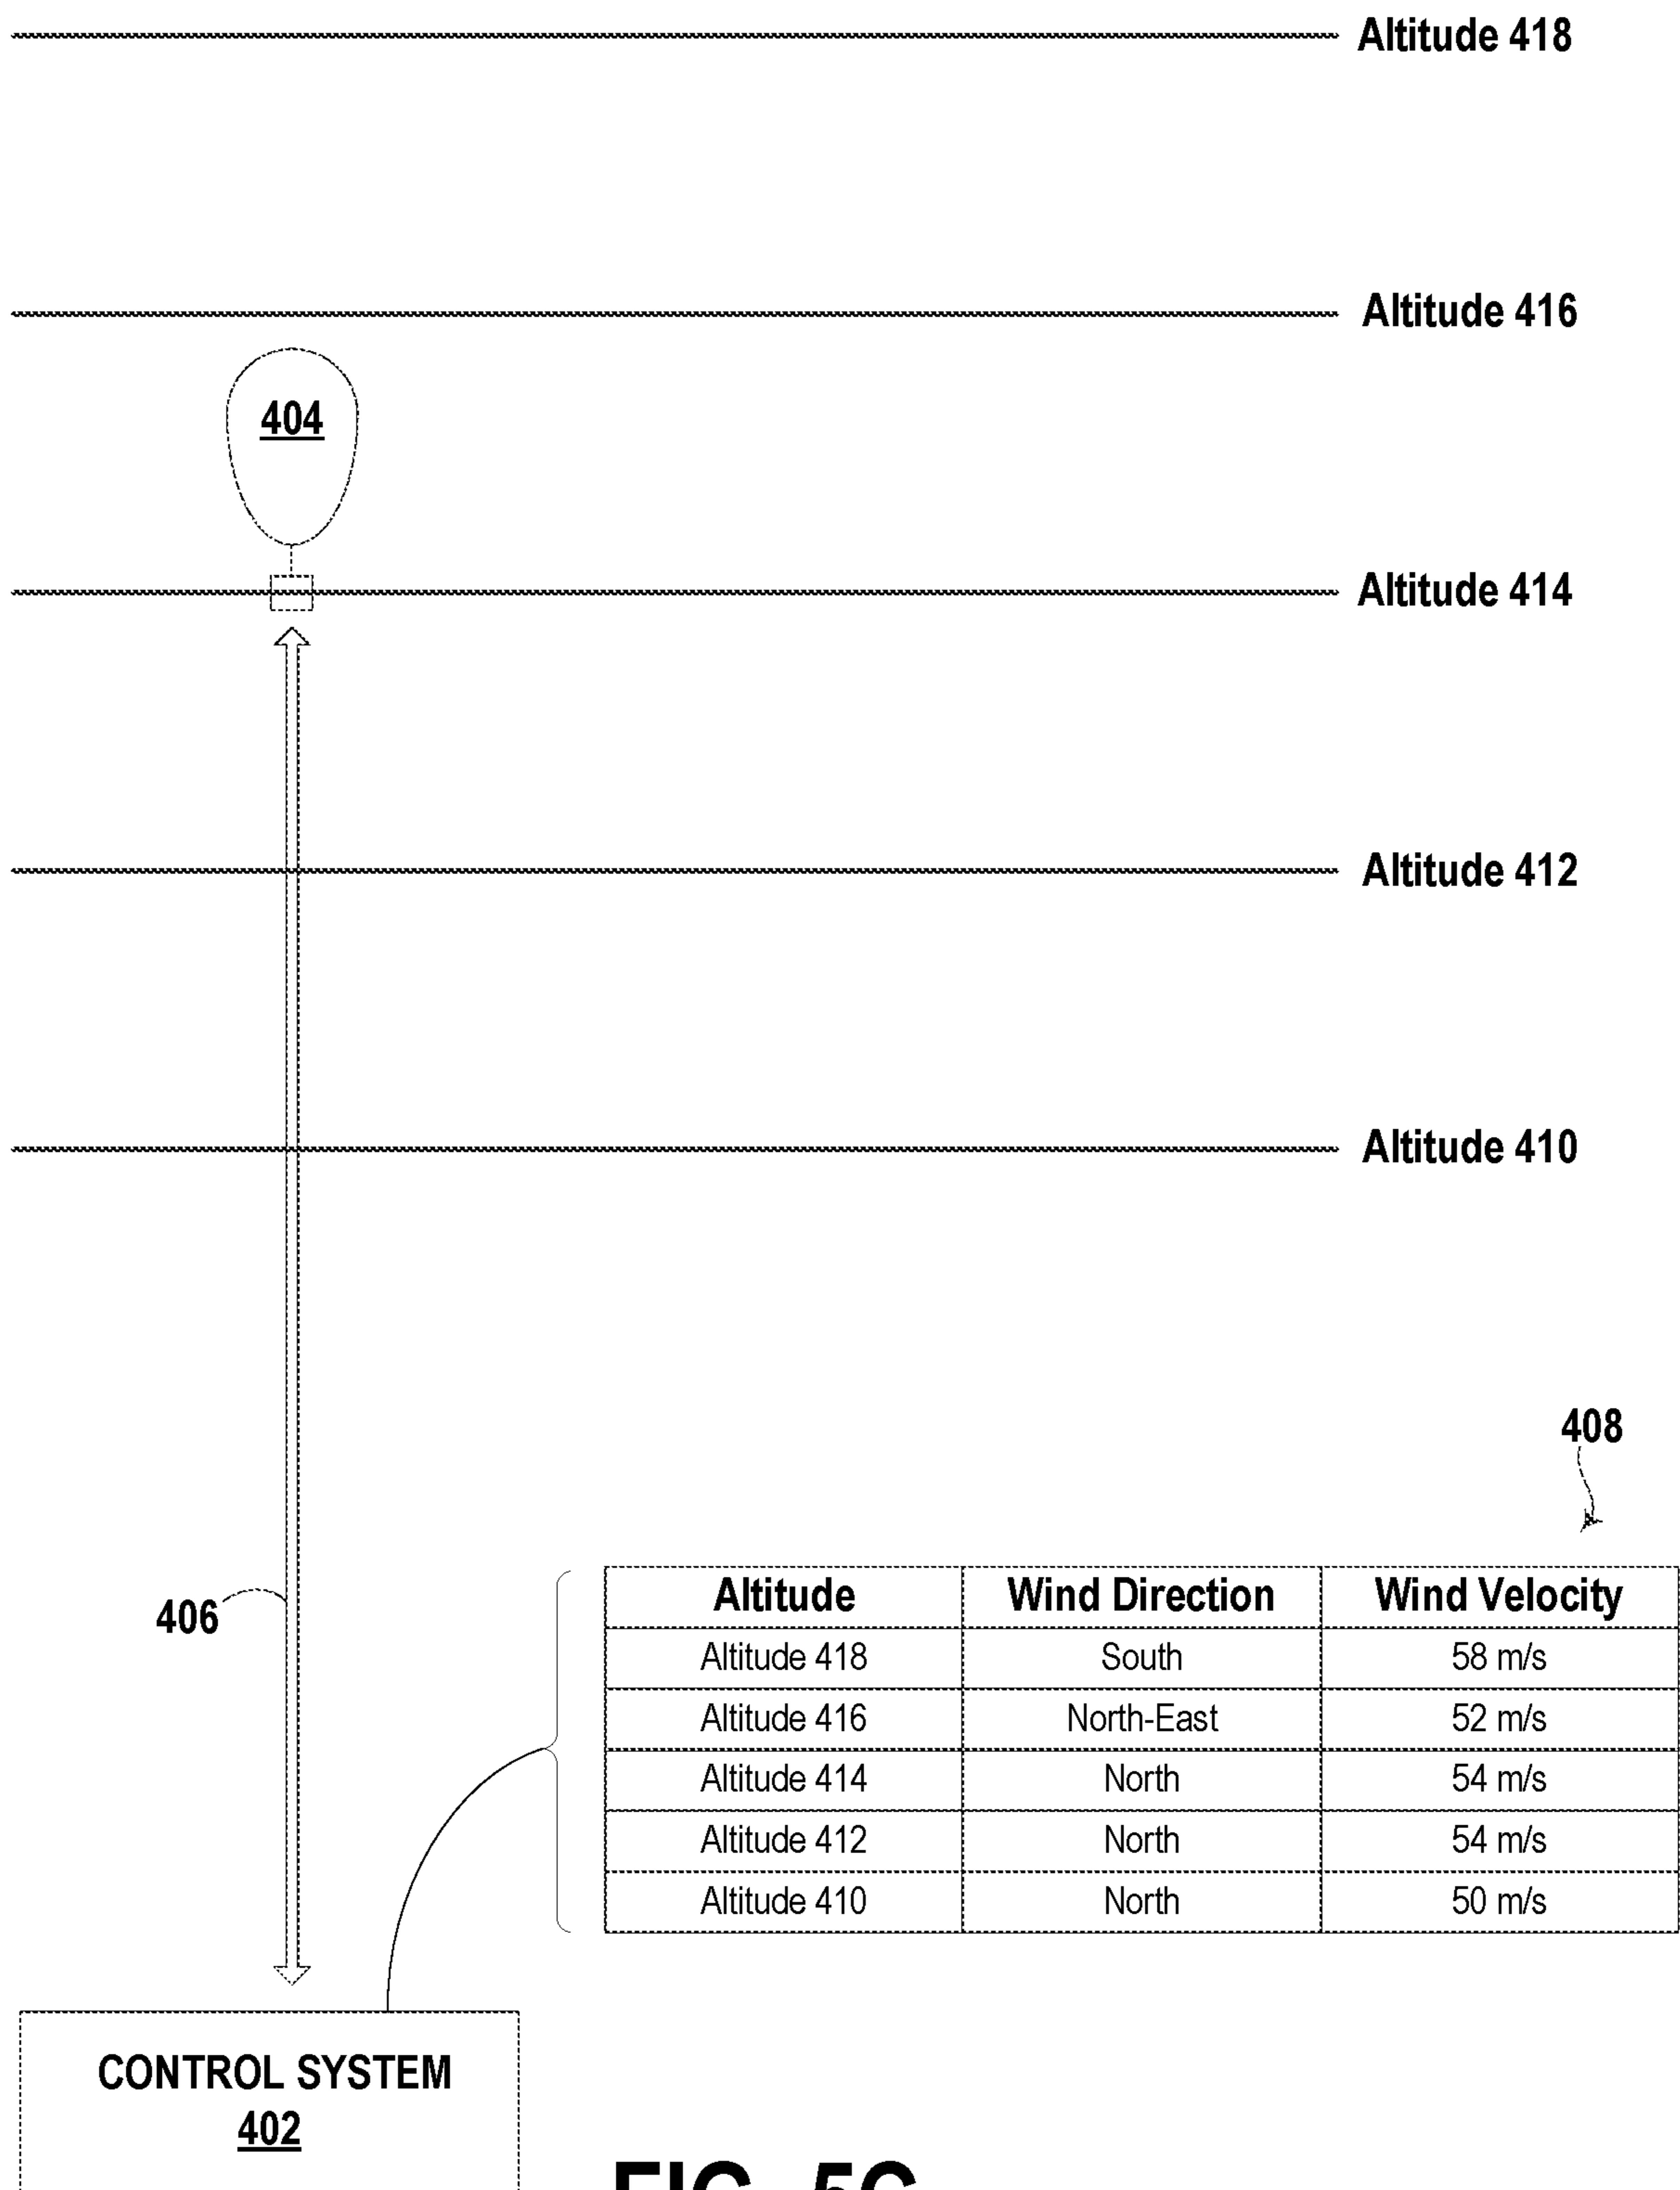 Altitude 418
Altitude 416
404
Altitude 414
Altitude 412
Altitude 410
408
406
Altitude Wind Direction Wind Velocity
Altitude 418 South 58 m/s
Altitude 416 North-East 52 m/s
Altitude 414 North 54 m/s
Altitude 412 North 54 m/s
Altitude 410 North 50 m/s
CONTROL SYSTEM
402
FIG. 5C